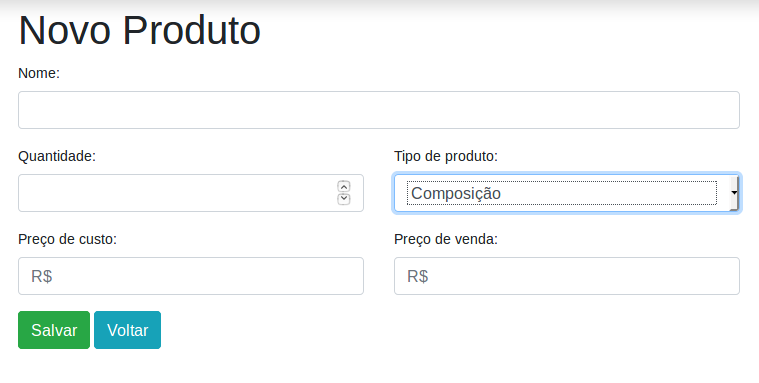 Novo Produto
Nome:
Quantidade:
Tipo de produto:
Composição
Preço de custo:
Preço de venda:
R$
R$
Salvar
Voltar